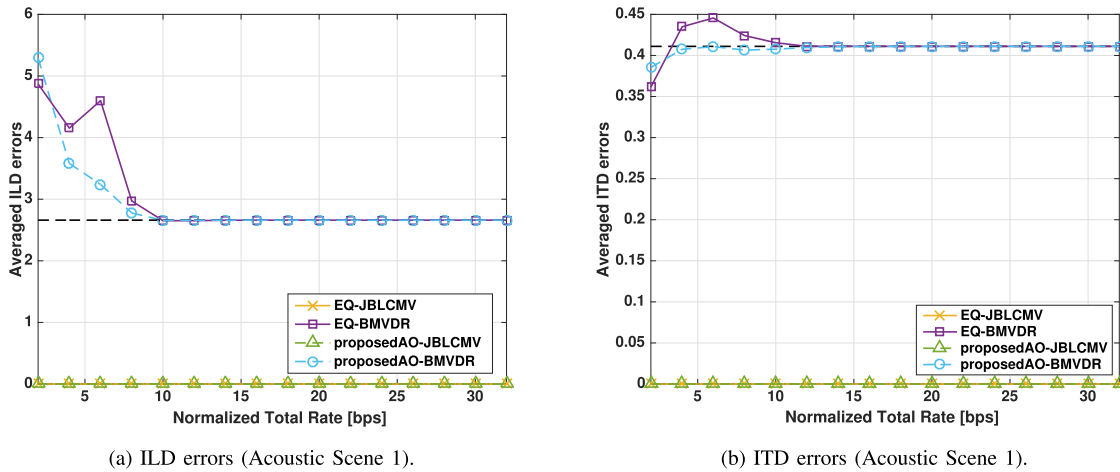 6
5
4
3
2
1
0
5
10
15
20
25
30
Averaged ILD errors
Normalized Total Rate [bps]
EQ-JBLCMV
EQ-BMVDR
proposedAO-JBLCMV
proposedAO-BMVDR
(a) ILD errors (Acoustic Scene 1).
0.45
0.4
0.35
0.3
0.25
0.2
0.15
0.1
0.05
0
5
10
15
20
25
30
Averaged ITD errors
Normalized Total Rate [bps]
EQ-JBLCMV
EQ-BMVDR
proposedAO-JBLCMV
proposedAO-BMVDR
(b) ITD errors (Acoustic Scene 1).